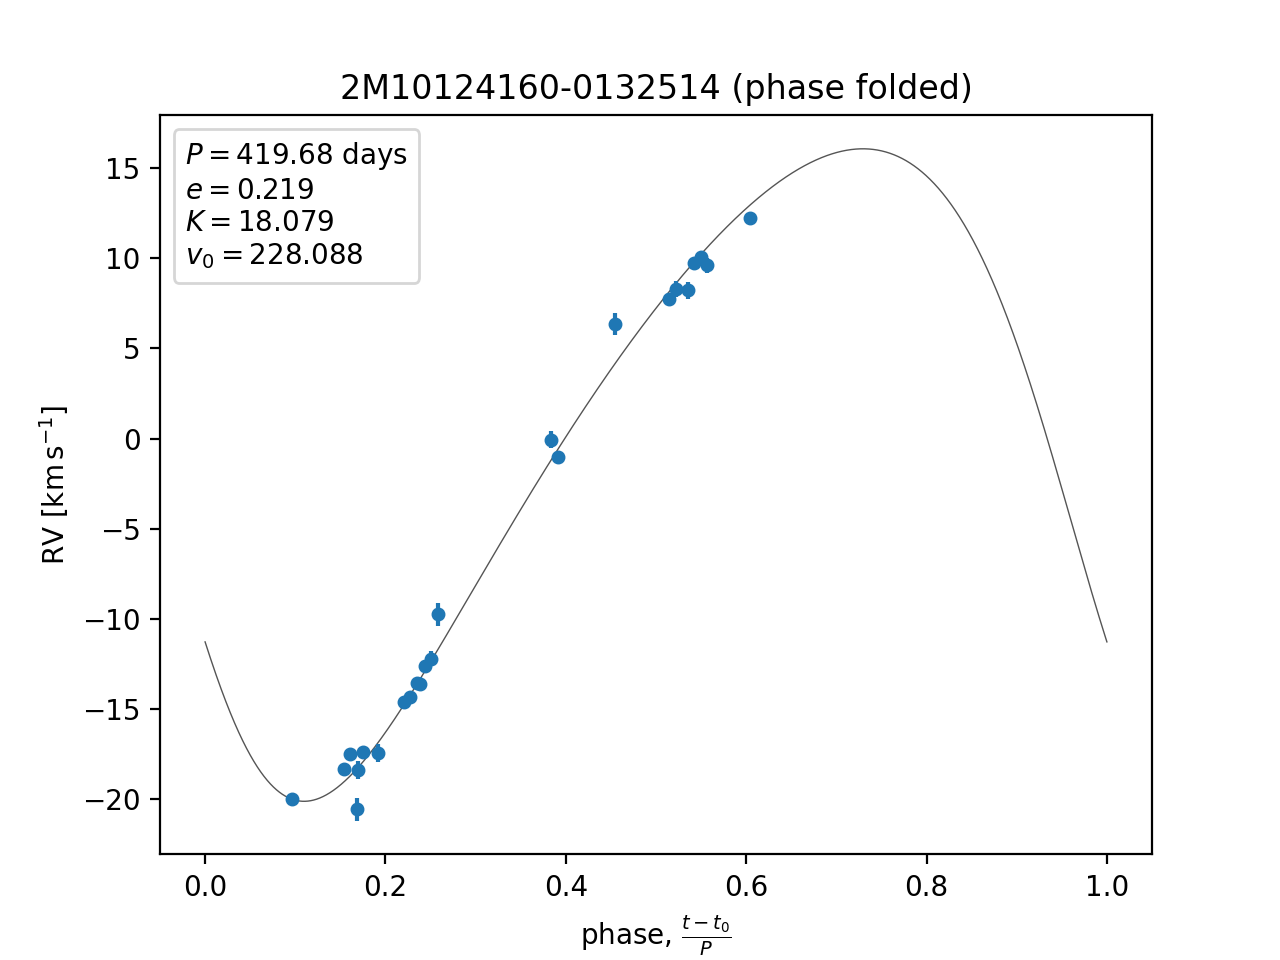 2M10124160-0132514 (phase folded)
P = 419.68 days
e = 0.219
K = 18.079
v₀ = 228.088
15
10
5
0
−5
−10
−15
−20
RV [km s⁻¹]
0.0 0.2 0.4 0.6 0.8 1.0
phase, (t − t₀)/P